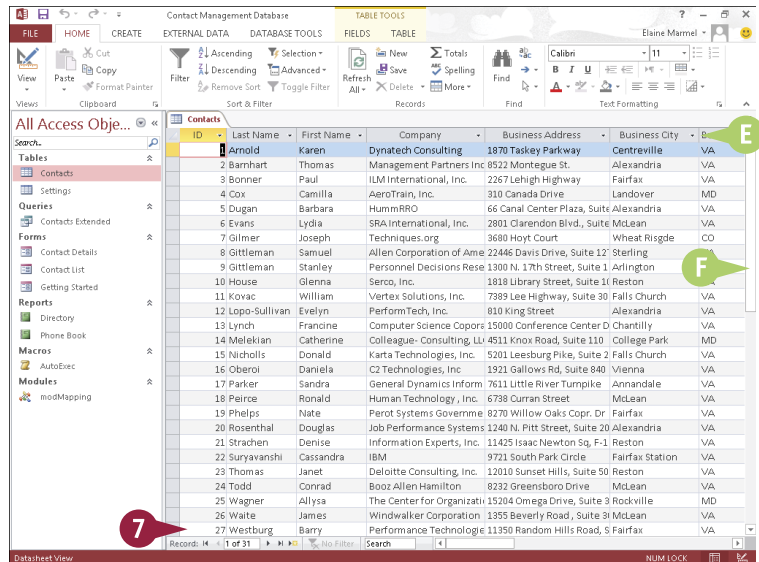 Contact Management Database
TABLE TOOLS
?
FILE HOME CREATE EXTERNAL DATA DATABASE TOOLS FIELDS TABLE Elaine Marmel
View
Paste
Cut
Copy
Format Painter
Filter
Ascending
Descending
Remove Sort
Selection
Advanced
Toggle Filter
Refresh All
New
Save
Delete
Totals
Spelling
More
Find
Calibri 11
B I U
Views Clipboard Sort & Filter Records Find Text Formatting
All Access Obje...
Search..
Tables
Contacts
Settings
Queries
Contacts Extended
Forms
Contact Details
Contact List
Getting Started
Reports
Directory
Phone Book
Macros
AutoExec
Modules
modMapping
Contacts
ID Last Name First Name Company Business Address Business City B
1 Arnold Karen Dynatech Consulting 1870 Taskey Parkway Centreville VA
2 Barnhart Thomas Management Partners Inc 8522 Montegue St. Alexandria VA
3 Bonner Paul ILM International, Inc. 2267 Lehigh Highway Fairfax VA
4 Cox Camilla AeroTrain, Inc. 310 Canada Drive Landover MD
5 Dugan Barbara HummRRO 66 Canal Center Plaza, Suite Alexandria VA
6 Evans Lydia SRA International, Inc. 2801 Clarendon Blvd., Suite McLean VA
7 Gilmer Joseph Techniques.org 3680 Hoyt Court Wheat Risgde CO
8 Gittleman Samuel Allen Corporation of Ame 22446 Davis Drive, Suite 12 Sterling VA
9 Gittleman Stanley Personnel Decisions Rese 1300 N. 17th Street, Suite 1 Arlington
10 House Glenna Serco, Inc. 1818 Library Street, Suite 10 Reston VA
11 Kovac William Vertex Solutions, Inc. 7389 Lee Highway, Suite 30 Falls Church VA
12 Lopo-Sullivan Evelyn PerformTech, Inc. 810 King Street Alexandria VA
13 Lynch Francine Computer Science Copora 15000 Conference Center D Chantilly VA
14 Melekian Catherine Colleague- Consulting, LL 4511 Knox Road, Suite 110 College Park MD
15 Nicholls Donald Karta Technologies, Inc. 5201 Leesburg Pike, Suite 2 Falls Church VA
16 Oberoi Daniela C2 Technologies, Inc 1921 Gallows Rd, Suite 840 Vienna VA
17 Parker Sandra General Dynamics Inform 7611 Little River Turnpike Annandale VA
18 Peirce Ronald Human Technology , Inc. 6738 Curran Street McLean VA
19 Phelps Nate Perot Systems Governme 8270 Willow Oaks Copr. Dr Fairfax VA
20 Rosenthal Douglas Job Performance Systems 1240 N. Pitt Street, Suite 20 Alexandria VA
21 Strachen Denise Information Experts, Inc. 11425 Isaac Newton Sq, F-1 Reston VA
22 Suryavanshi Cassandra IBM 9721 South Park Circle Fairfax Station VA
23 Thomas Janet Deloitte Consulting, Inc. 12010 Sunset Hills, Suite 50 Reston VA
24 Todd Conrad Booz Allen Hamilton 8232 Greensboro Drive McLean VA
25 Wagner Allysa The Center for Organizati 15204 Omega Drive, Suite 3 Rockville MD
26 Waite James Windwalker Corporation 1355 Beverly Road , Suite 30 McLean VA
27 Westburg Barry Performance Technologie 11350 Random Hills Road, S Fairfax VA
E
F
7
Record: 1 of 31 No Filter Search
Datasheet View NUM LOCK